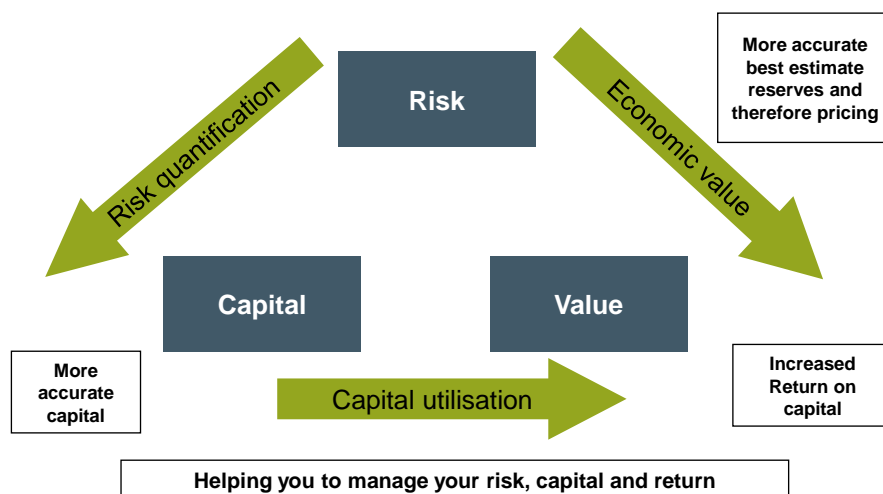 More accurate
best estimate
reserves and
therefore pricing
Risk
Risk quantification
Economic value
Capital
Value
More
accurate
capital
Capital utilisation
Increased
Return on
capital
Helping you to manage your risk, capital and return